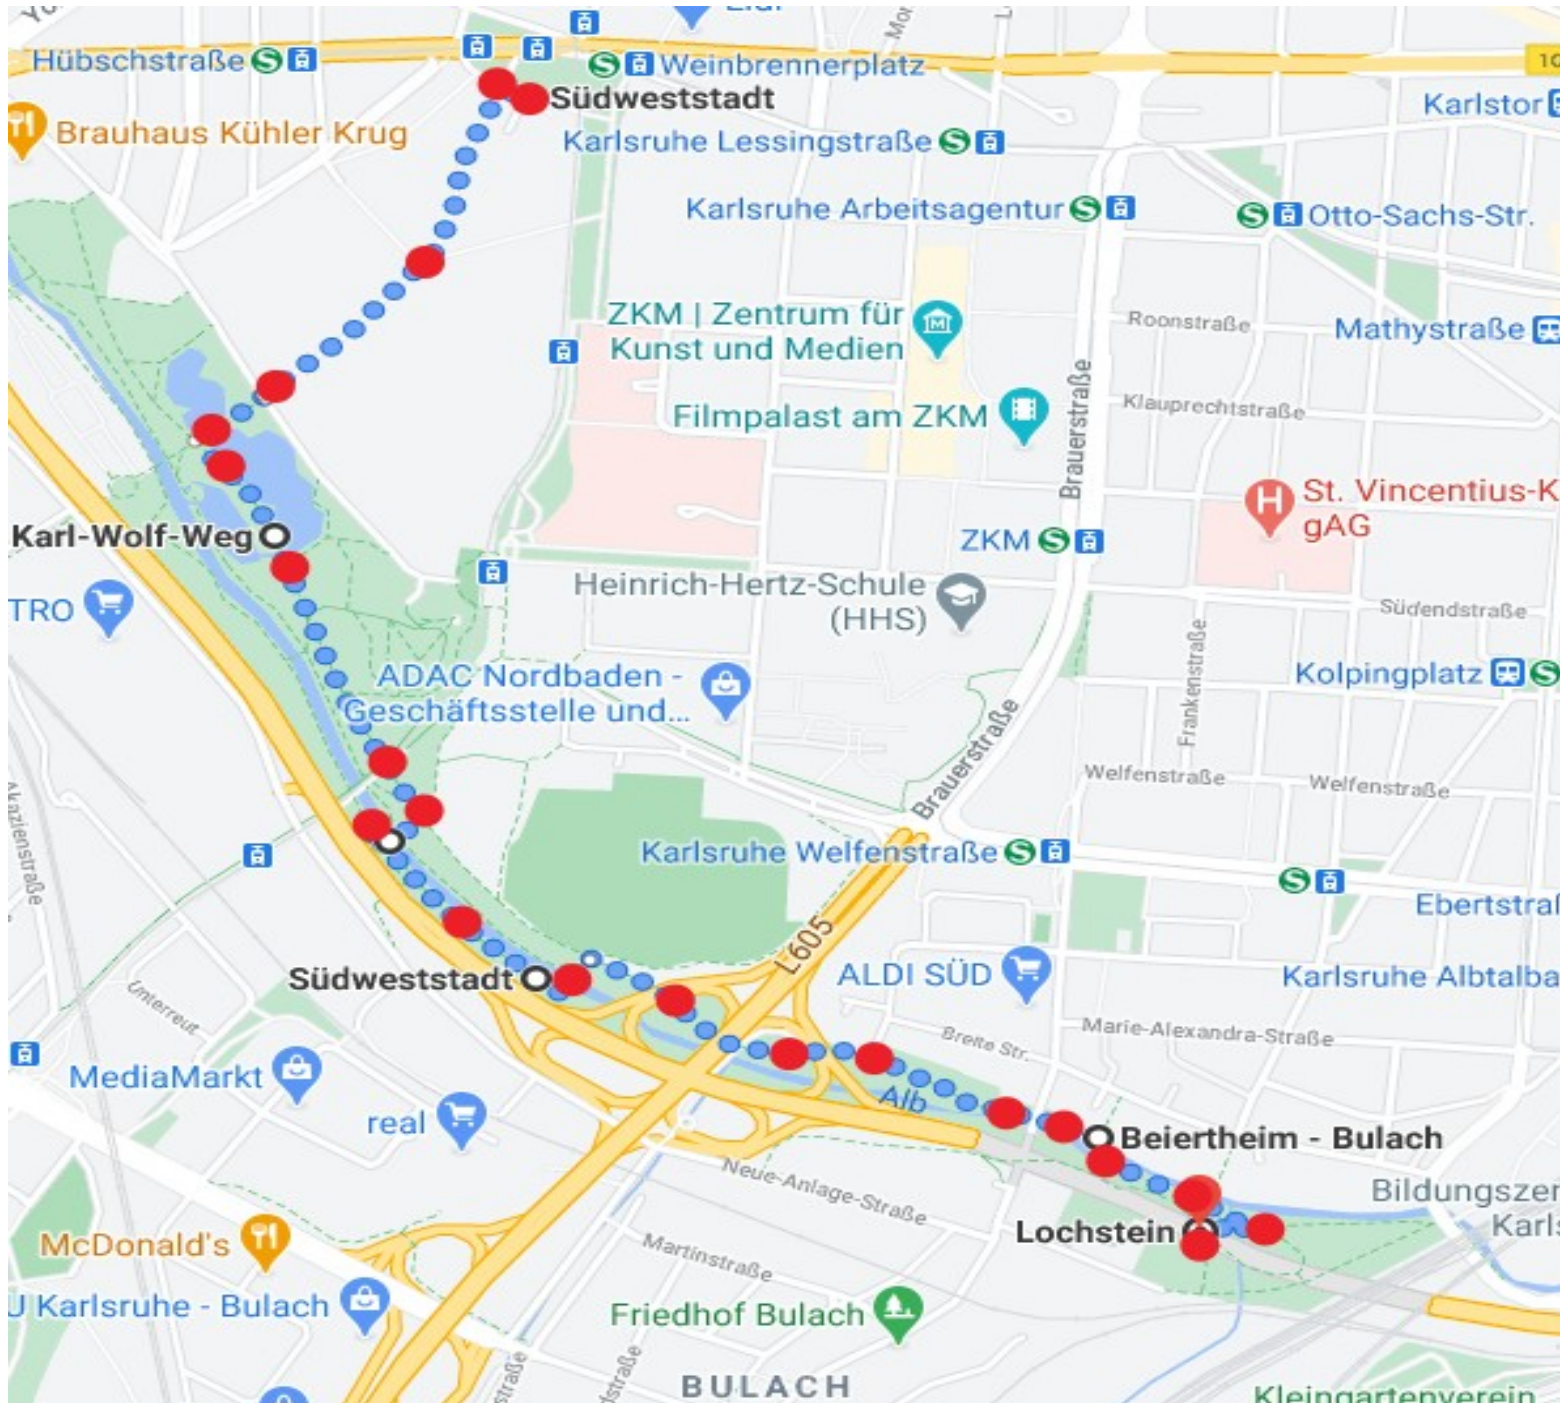 Hübschstraße
Weinbrennerplatz
Südweststadt
Brauhaus Kühler Krug
Karlsruhe Lessingstraße
Karlstor
Karlsruhe Arbeitsagentur
Otto-Sachs-Str.
ZKM | Zentrum für
Kunst und Medien
Roonstraße
Mathystraße
Filmpalast am ZKM
Klauprechtstraße
Brauerstraße
St. Vincentius-K
gAG
Karl-Wolf-Weg
ZKM
TRO
Heinrich-Hertz-Schule
(HHS)
Südendstraße
Frankenstraße
Kolpingplatz
ADAC Nordbaden -
Geschäftsstelle und...
Brauerstraße
Welfenstraße
Welfenstraße
Akazienstraße
Karlsruhe Welfenstraße
Ebertstraß
L605
Südweststadt
ALDI SÜD
Karlsruhe Albtalba
Unterreut
Breite Str.
Marie-Alexandra-Straße
MediaMarkt
Alb
real
Beiertheim - Bulach
Neue-Anlage-Straße
Bildungszen
Karls
Lochstein
McDonald's
Martinstraße
U Karlsruhe - Bulach
Friedhof Bulach
BULACH
Kleingartenverein